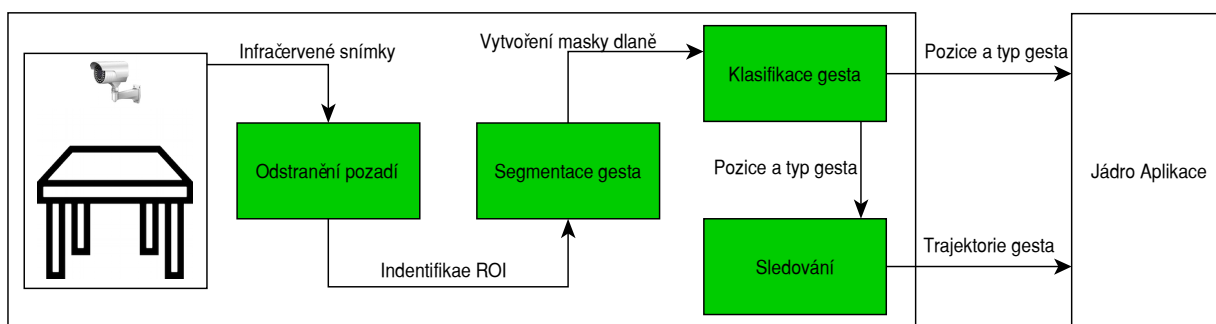 Infračervené snímky
Odstranění pozadí
Indentifikae ROI
Segmentace gesta
Vytvoření masky dlaně
Klasifikace gesta
Pozice a typ gesta
Pozice a typ gesta
Sledování
Trajektorie gesta
Jádro Aplikace